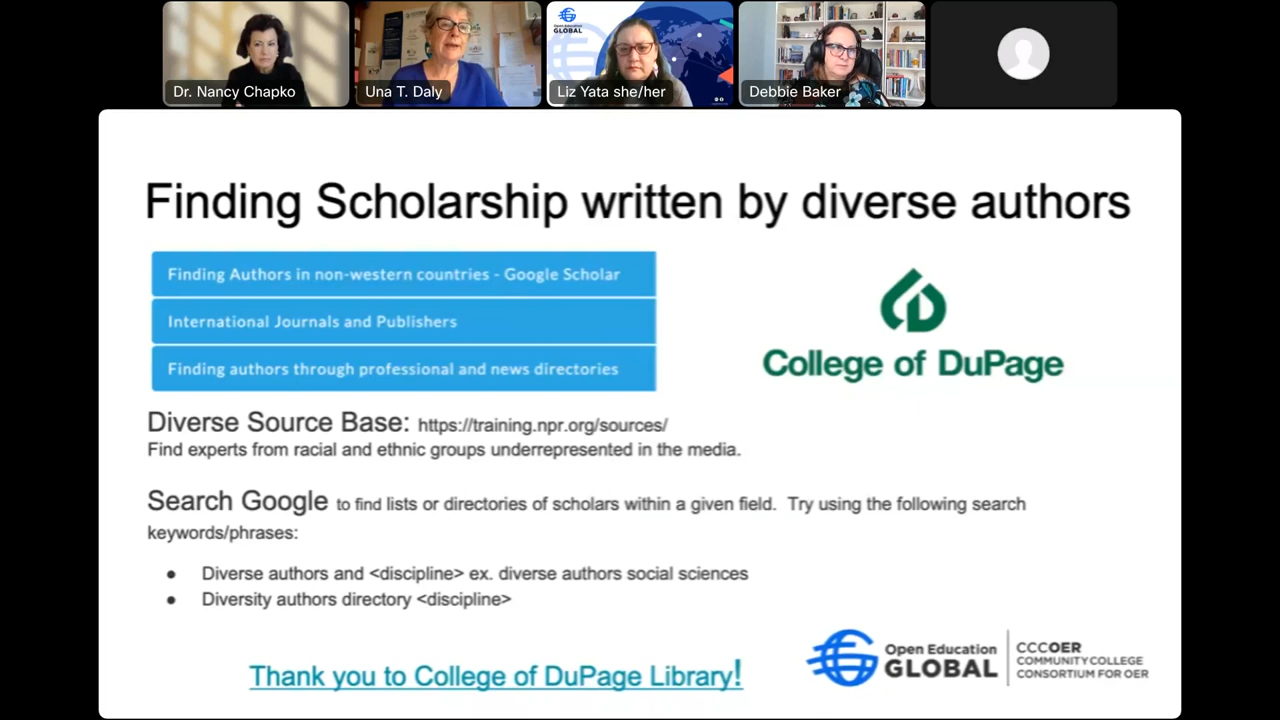 Open Education
GLOBAL
Dr. Nancy Chapko
Una T. Daly
Liz Yata she/her
Debbie Baker
Finding Scholarship written by diverse authors
Finding Authors in non-western countries - Google Scholar
International Journals and Publishers
Finding authors through professional and news directories
College of DuPage
Diverse Source Base: https://training.npr.org/sources/
Find experts from racial and ethnic groups underrepresented in the media.
Search Google to find lists or directories of scholars within a given field. Try using the following search
keywords/phrases:
● Diverse authors and <discipline> ex. diverse authors social sciences
● Diversity authors directory <discipline>
Thank you to College of DuPage Library!
Open Education
GLOBAL
CCCOER
COMMUNITY COLLEGE
CONSORTIUM FOR OER